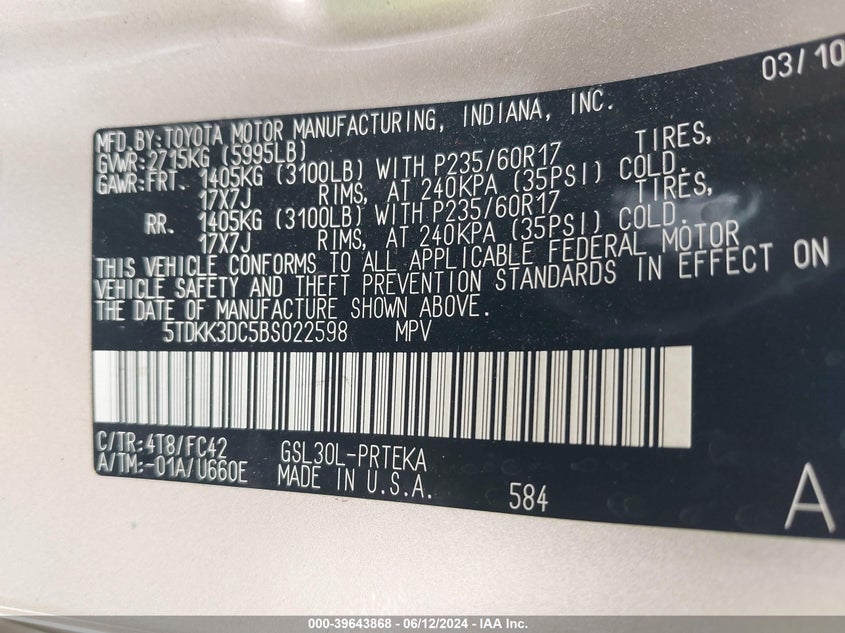 03/10
MFD.BY:TOYOTA MOTOR MANUFACTURING, INDIANA, INC.
GVWR:2715KG (5995LB)
GAWR:FRT. 1405KG (3100LB) WITH P235/60R17 TIRES,
17X7J RIMS, AT 240KPA (35PSI) COLD.
RR. 1405KG (3100LB) WITH P235/60R17 TIRES,
17X7J RIMS, AT 240KPA (35PSI) COLD.
THIS VEHICLE CONFORMS TO ALL APPLICABLE FEDERAL MOTOR
VEHICLE SAFETY AND THEFT PREVENTION STANDARDS IN EFFECT ON
THE DATE OF MANUFACTURE SHOWN ABOVE.
5TDKK3DC5BS022598 MPV
C/TR:4T8/FC42 GSL30L-PRTEKA
A/TM:-01A/U660E MADE IN U.S.A. 584 A
000-39643868 - 06/12/2024 - IAA Inc.